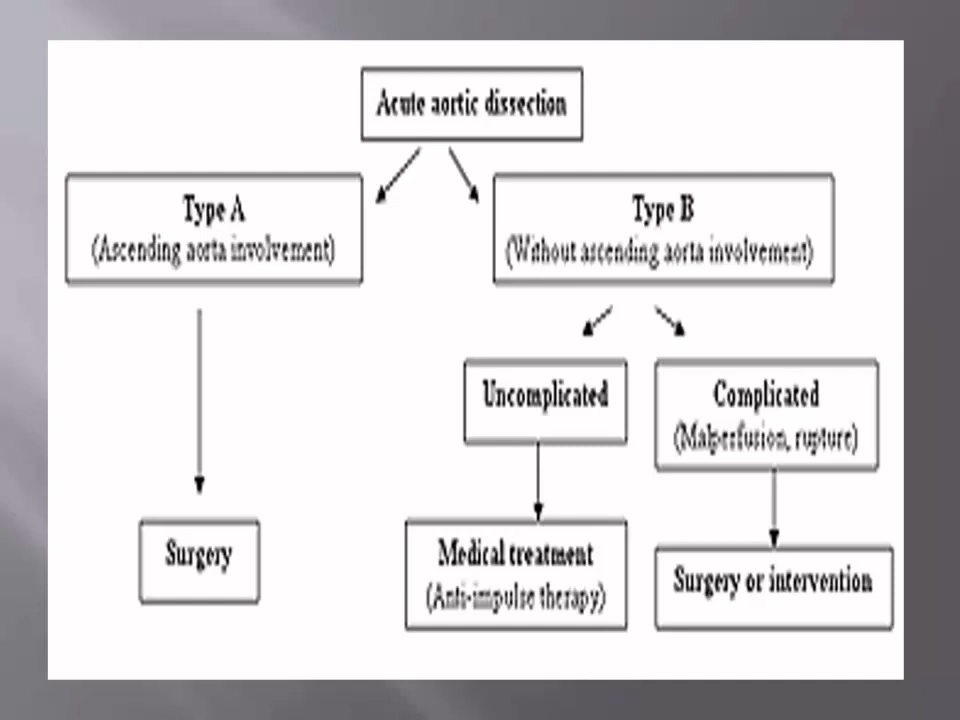 Acute aortic dissection
Type A
(Ascending aorta involvement)
Type B
(Without ascending aorta involvement)
Uncomplicated
Complicated
(Malperfusion, rupture)
Surgery
Medical treatment
(Anti-impulse therapy)
Surgery or intervention